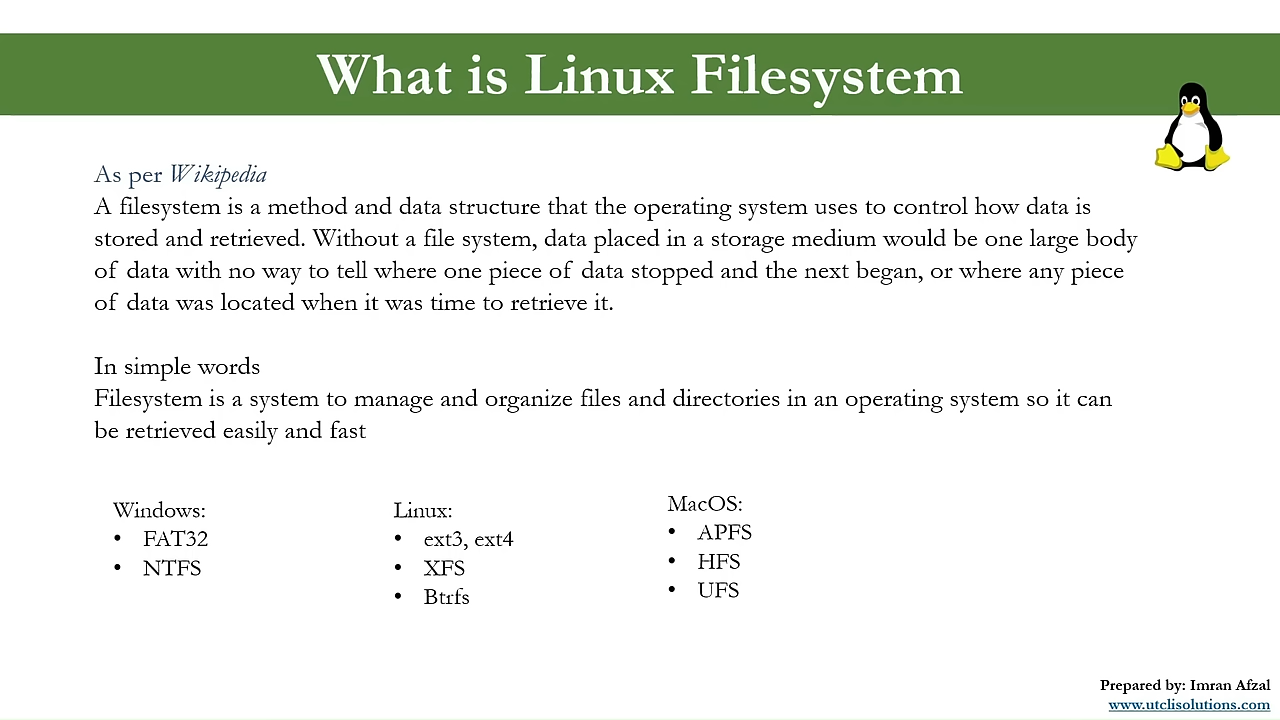 What is Linux Filesystem
As per Wikipedia
A filesystem is a method and data structure that the operating system uses to control how data is
stored and retrieved. Without a file system, data placed in a storage medium would be one large body
of data with no way to tell where one piece of data stopped and the next began, or where any piece
of data was located when it was time to retrieve it.
In simple words
Filesystem is a system to manage and organize files and directories in an operating system so it can
be retrieved easily and fast
Windows:
• FAT32
• NTFS
Linux:
• ext3, ext4
• XFS
• Btrfs
MacOS:
• APFS
• HFS
• UFS
Prepared by: Imran Afzal
www.utclisolutions.com